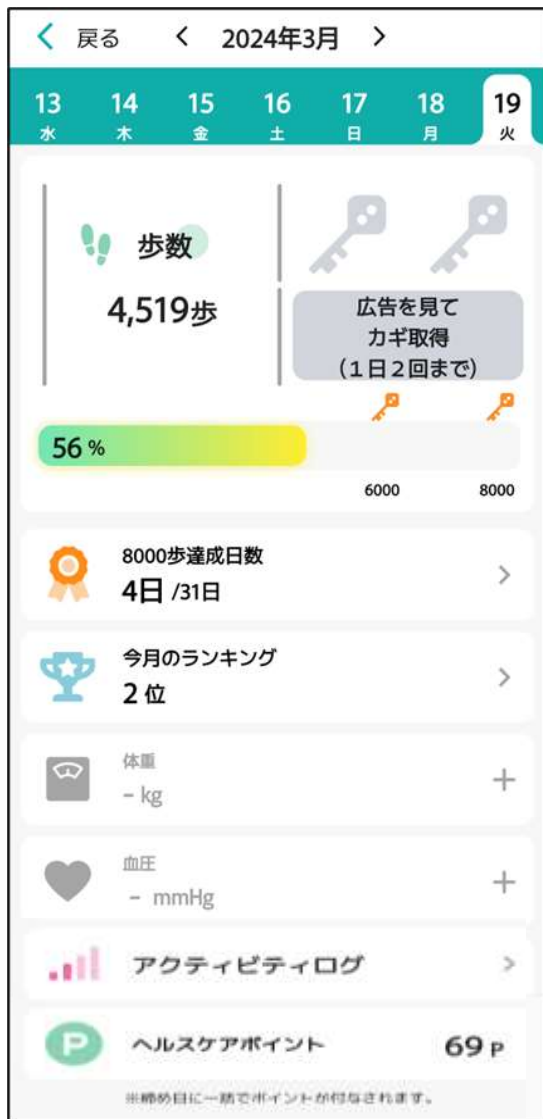 戻る 2024年3月
13 14 15 16 17 18 19
水 木 金 土 日 月 火
歩数
4,519歩
広告を見て
カギ取得
(1日2回まで)
56 %
6000 8000
8000歩達成日数
4日 /31日
今月のランキング
2 位
体重
- kg
血圧
- mmHg
アクティビティログ
P ヘルスケアポイント 69 P
※締め日に一括でポイントが付与されます。